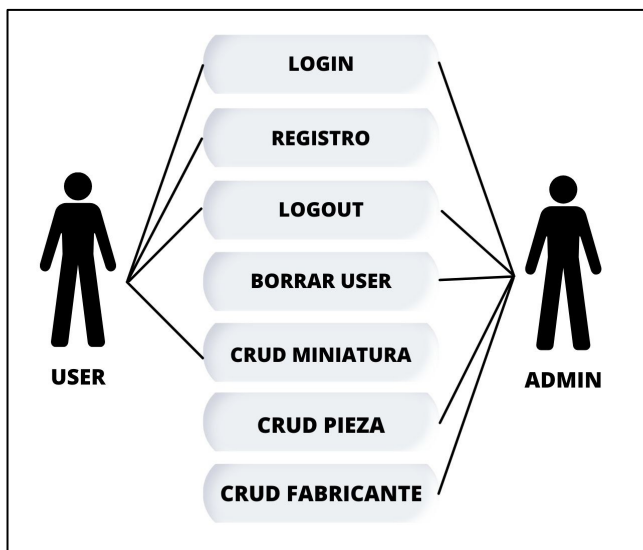 LOGIN
REGISTRO
LOGOUT
BORRAR USER
CRUD MINIATURA
USER
ADMIN
CRUD PIEZA
CRUD FABRICANTE